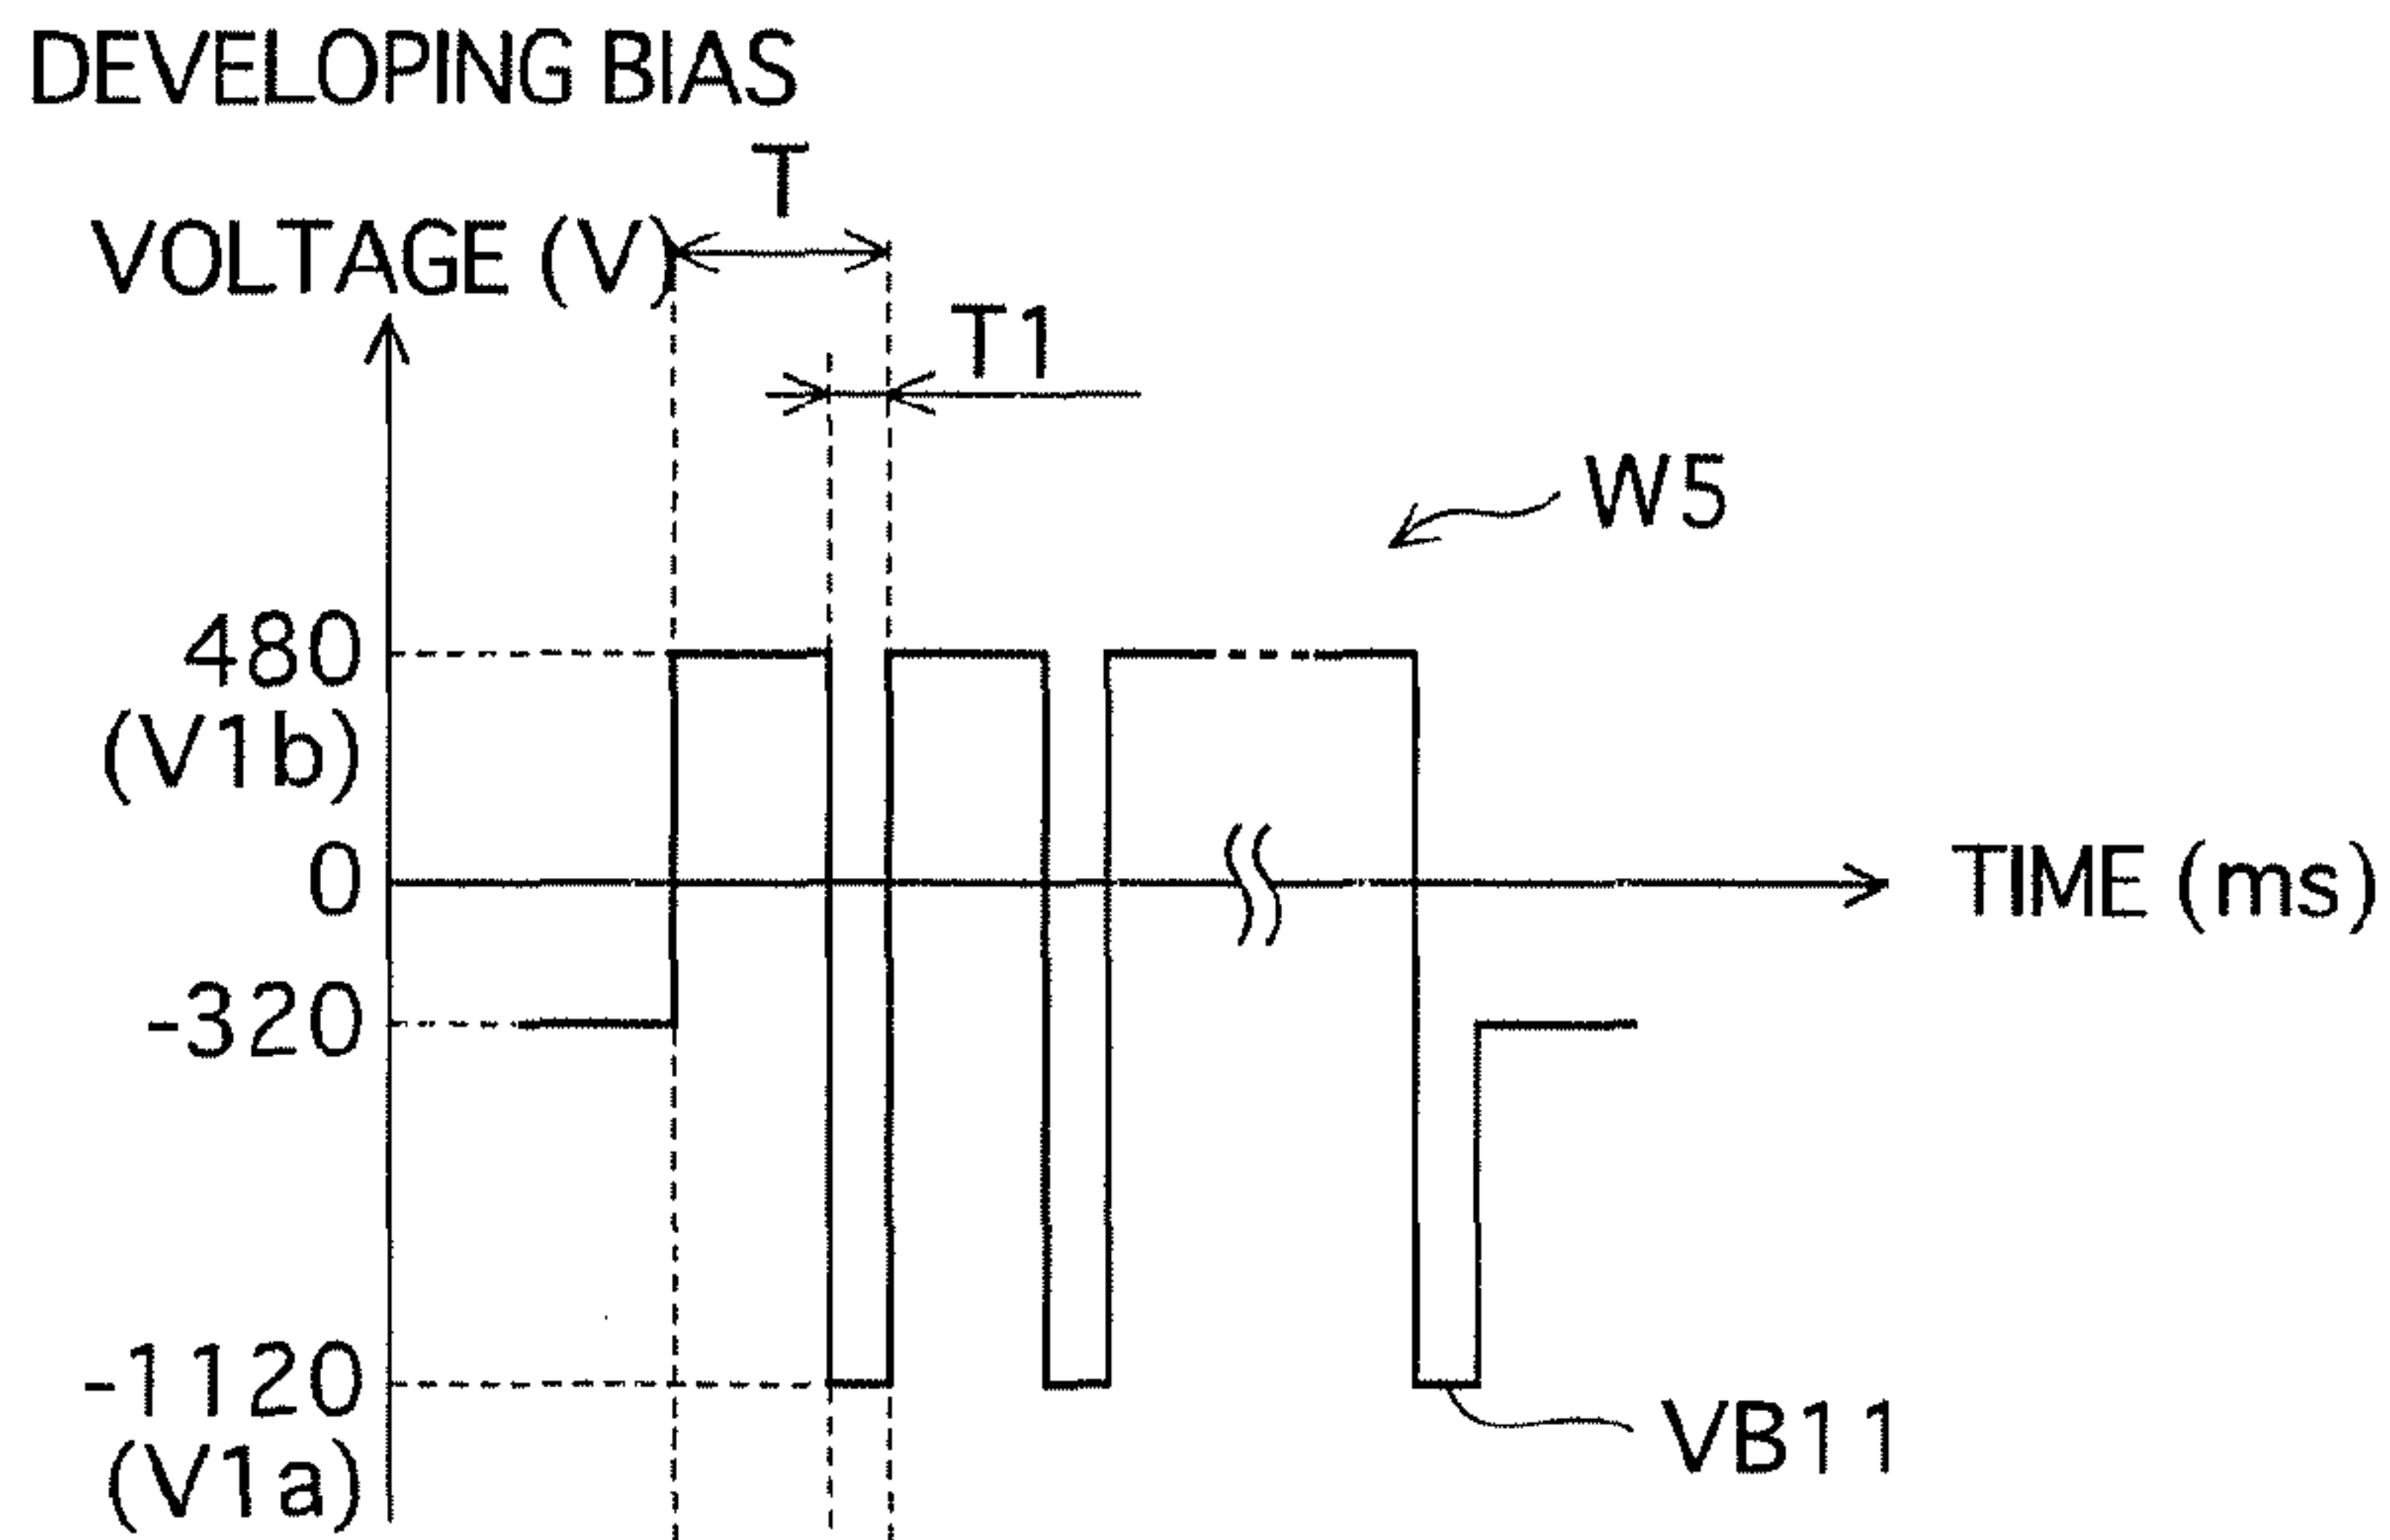 DEVELOPING BIAS
T
VOLTAGE (V)
T1
W5
480
(V1b)
0
TIME (ms)
-320
-1120
(V1a)
VB11